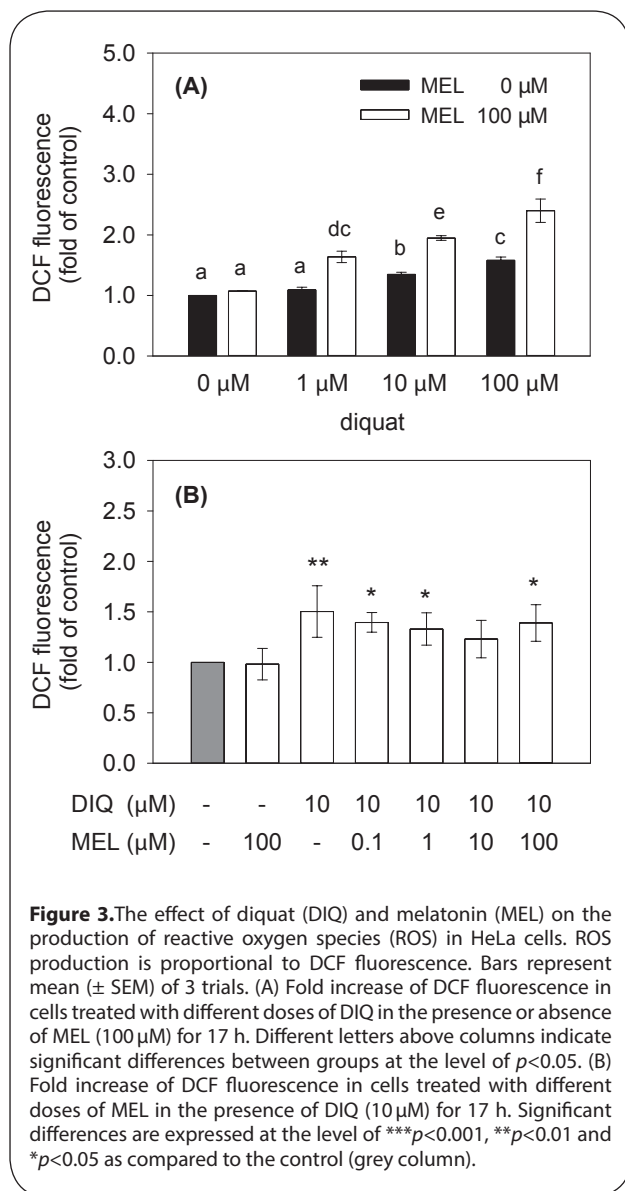 5.0
(A)
MEL 0 µM
MEL 100 µM
4.0
3.0
2.0
1.0
0.0
DCF fluorescence
(fold of control)
a a a dc b e c f
0 µM 1 µM 10 µM 100 µM
diquat
3.0
(B)
2.5
2.0
1.5
1.0
0.5
0.0
DCF fluorescence
(fold of control)
** * * *
DIQ (µM) - - 10 10 10 10 10
MEL (µM) - 100 - 0.1 1 10 100
Figure 3.The effect of diquat (DIQ) and melatonin (MEL) on the
production of reactive oxygen species (ROS) in HeLa cells. ROS
production is proportional to DCF fluorescence. Bars represent
mean (± SEM) of 3 trials. (A) Fold increase of DCF fluorescence in
cells treated with different doses of DIQ in the presence or absence
of MEL (100 µM) for 17 h. Different letters above columns indicate
significant differences between groups at the level of p<0.05. (B)
Fold increase of DCF fluorescence in cells treated with different
doses of MEL in the presence of DIQ (10 µM) for 17 h. Significant
differences are expressed at the level of ***p<0.001, **p<0.01 and
*p<0.05 as compared to the control (grey column).